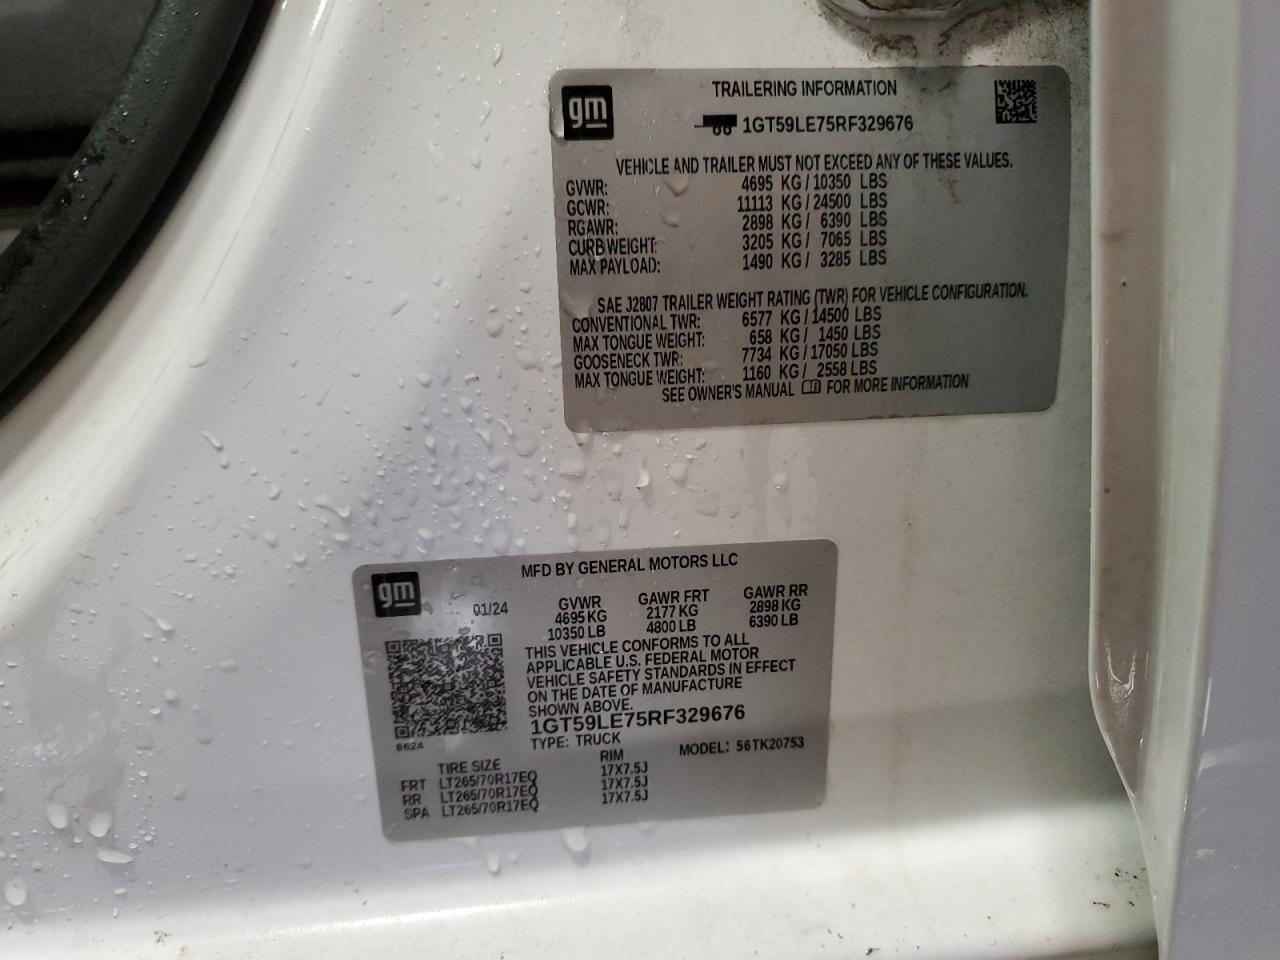 gm
TRAILERING INFORMATION
1GT59LE75RF329676
VEHICLE AND TRAILER MUST NOT EXCEED ANY OF THESE VALUES.
GVWR: 4695 KG / 10350 LBS
GCWR: 11113 KG / 24500 LBS
RGAWR: 2898 KG / 6390 LBS
CURB WEIGHT: 3205 KG / 7065 LBS
MAX PAYLOAD: 1490 KG / 3285 LBS
SAE J2807 TRAILER WEIGHT RATING (TWR) FOR VEHICLE CONFIGURATION.
CONVENTIONAL TWR: 6577 KG / 14500 LBS
MAX TONGUE WEIGHT: 658 KG / 1450 LBS
GOOSENECK TWR: 7734 KG / 17050 LBS
MAX TONGUE WEIGHT: 1160 KG / 2558 LBS
SEE OWNER'S MANUAL FOR MORE INFORMATION
gm
MFD BY GENERAL MOTORS LLC
01/24
GVWR GAWR FRT GAWR RR
4695 KG 2177 KG 2898 KG
10350 LB 4800 LB 6390 LB
THIS VEHICLE CONFORMS TO ALL
APPLICABLE U.S. FEDERAL MOTOR
VEHICLE SAFETY STANDARDS IN EFFECT
ON THE DATE OF MANUFACTURE
SHOWN ABOVE.
1GT59LE75RF329676
6624
TYPE: TRUCK MODEL: 56TK20753
TIRE SIZE RIM
FRT LT265/70R17EQ 17X7.5J
RR LT265/70R17EQ 17X7.5J
SPA LT265/70R17EQ 17X7.5J